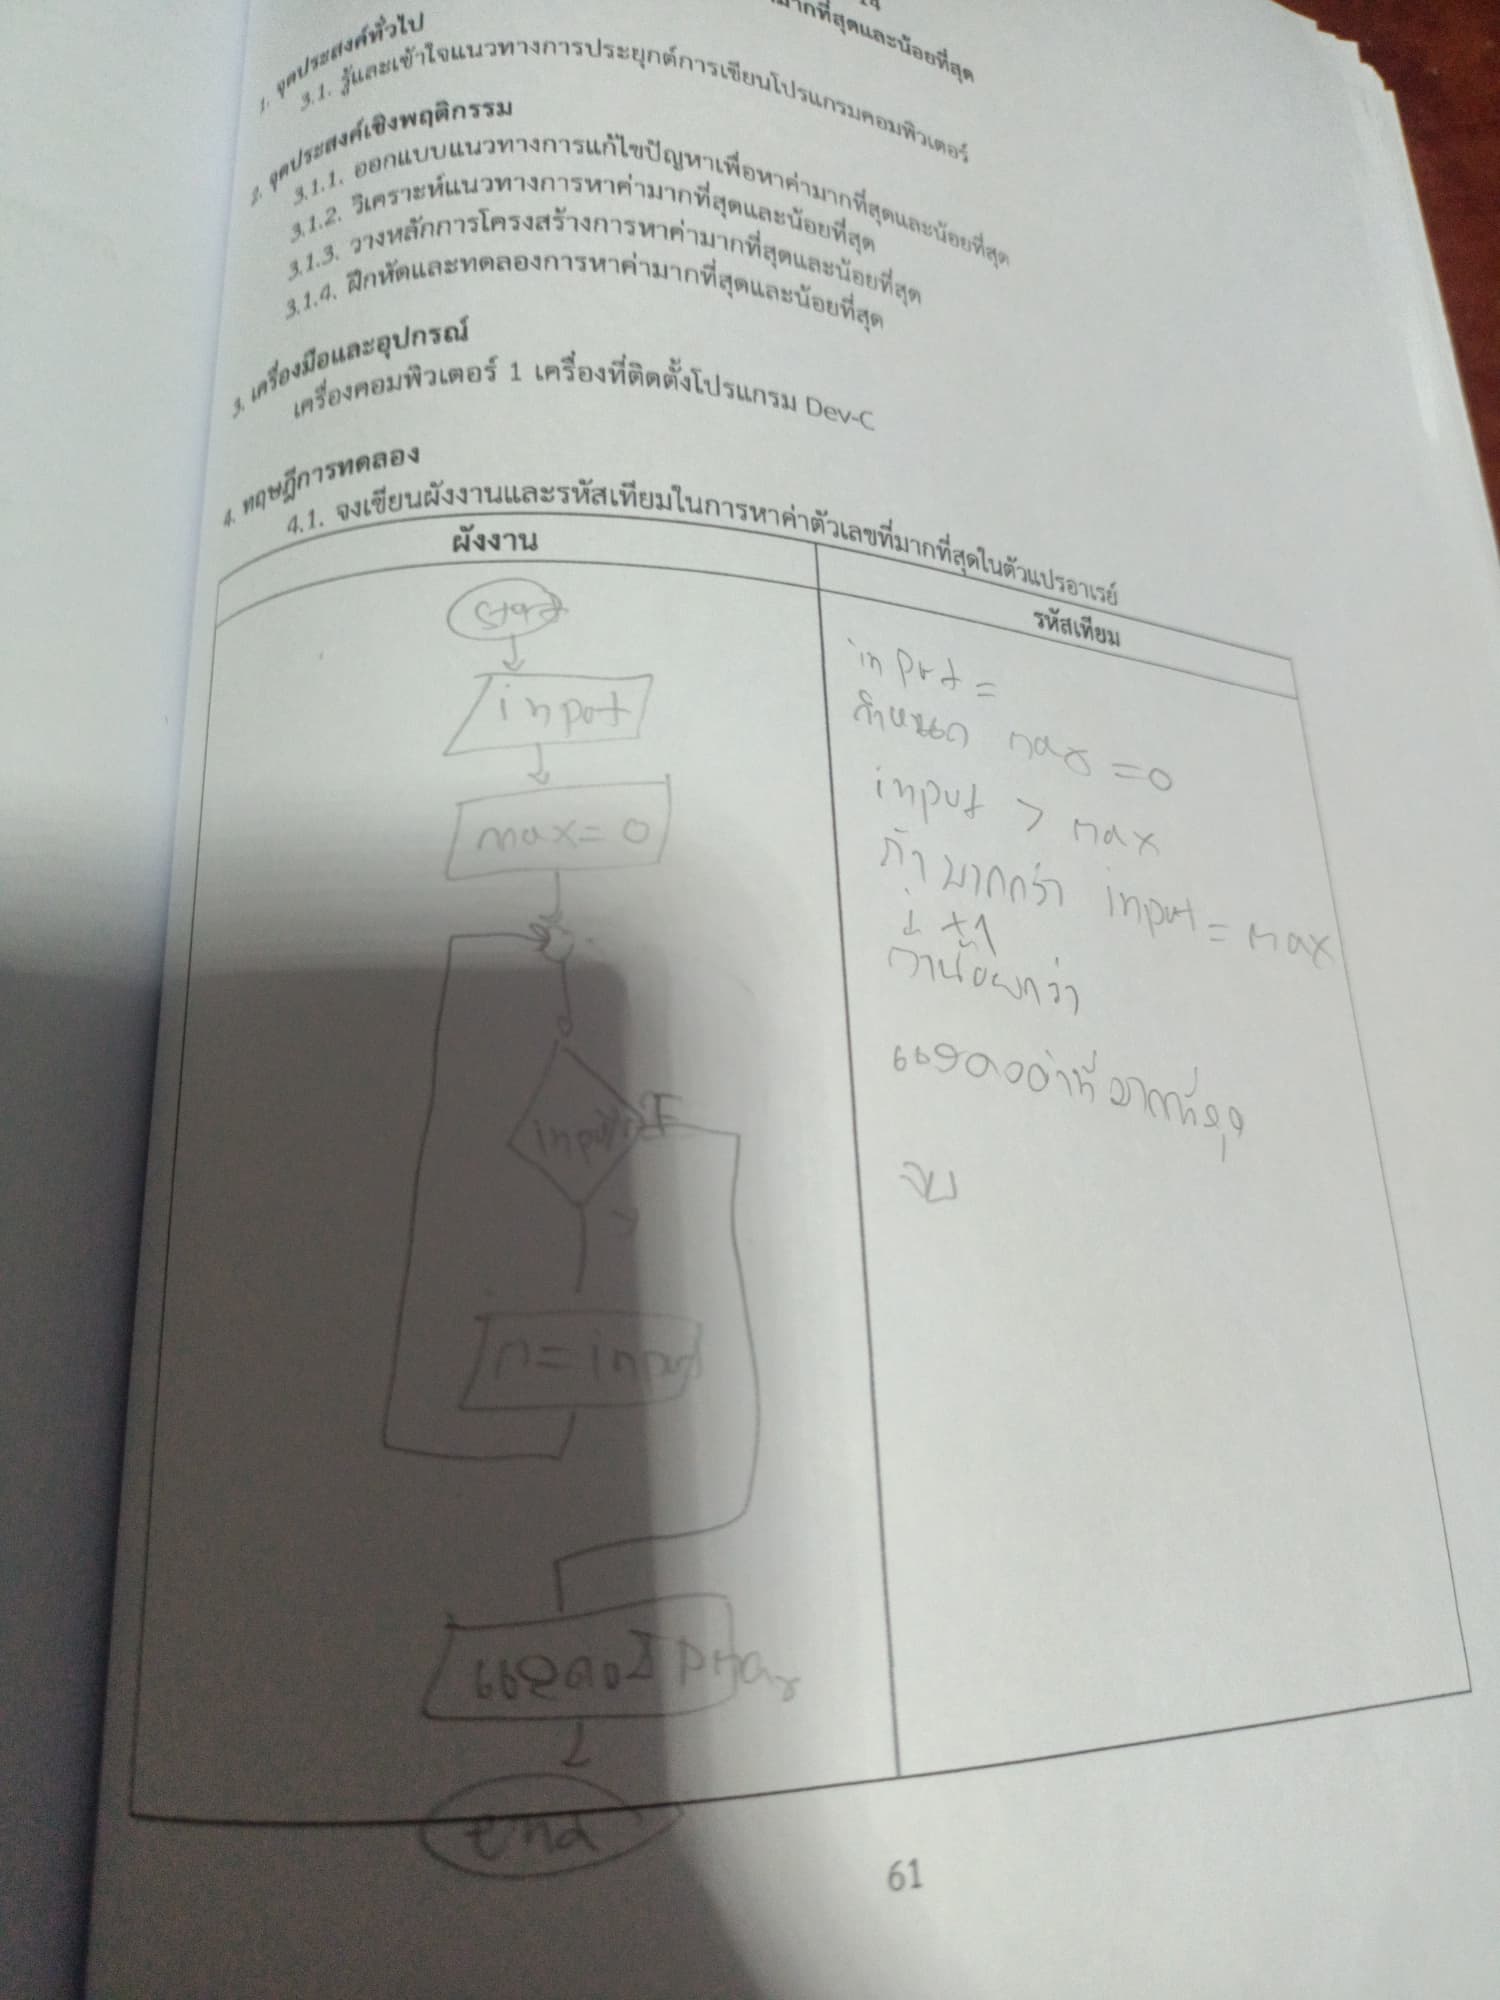 มากที่สุดและน้อยที่สุด
1. จุดประสงค์ทั่วไป
3.1. รู้และเข้าใจแนวทางการประยุกต์การเขียนโปรแกรมคอมพิวเตอร์
2. จุดประสงค์เชิงพฤติกรรม
3.1.1. ออกแบบแนวทางการแก้ไขปัญหาเพื่อหาค่ามากที่สุดและน้อยที่สุด
3.1.2. วิเคราะห์แนวทางการหาค่ามากที่สุดและน้อยที่สุด
3.1.3. วางหลักการโครงสร้างการหาค่ามากที่สุดและน้อยที่สุด
3.1.4. ฝึกหัดและทดลองการหาค่ามากที่สุดและน้อยที่สุด
3. เครื่องมือและอุปกรณ์
เครื่องคอมพิวเตอร์ 1 เครื่องที่ติดตั้งโปรแกรม Dev-C
4. ทฤษฎีการทดลอง
4.1. จงเขียนผังงานและรหัสเทียมในการหาค่าตัวเลขที่มากที่สุดในตัวแปรอาเรย์
ผังงาน
start
input
max = 0
input
F
n = input
แสดง
end
รหัสเทียม
input =
กำหนด max = 0
input > max
ถ้ามากกว่า input = max
+1
ถ้าน้อยกว่า
แสดงค่าที่มากที่สุด
จบ
61